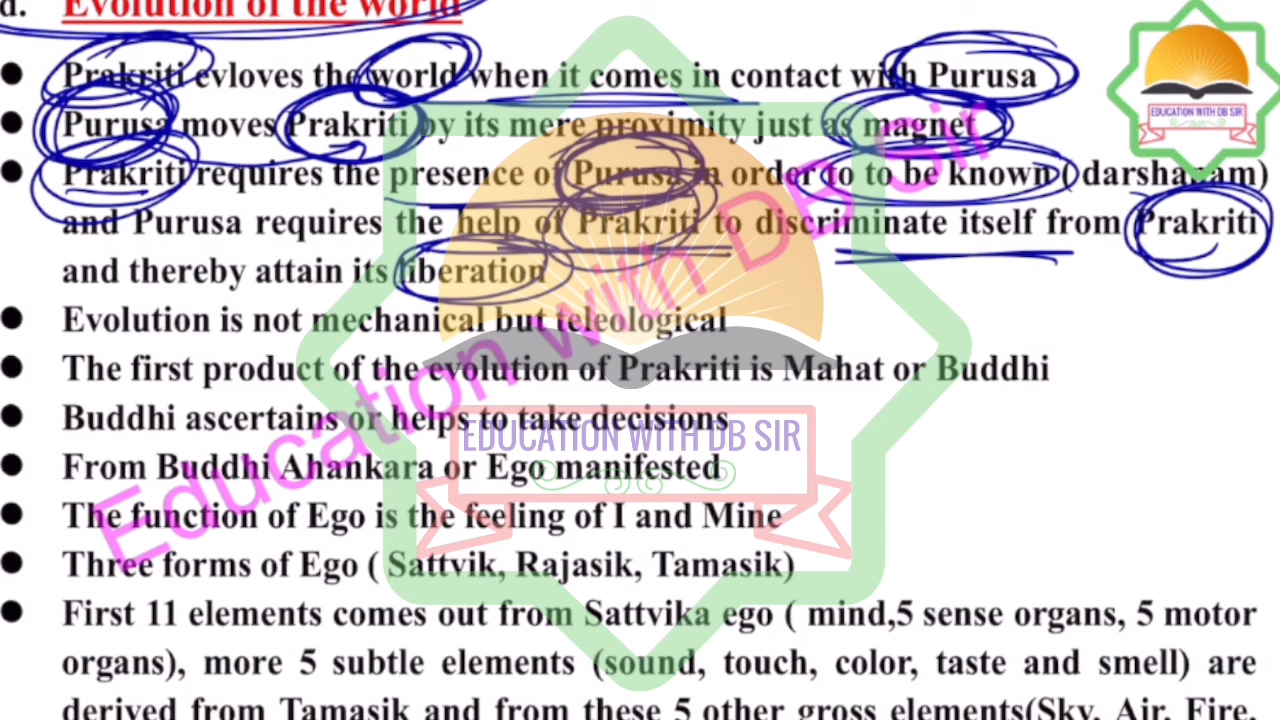 d. Evolution of the world
● Prakriti evloves the world when it comes in contact with Purusa
● Purusa moves Prakriti by its mere proximity just as magnet
● Prakriti requires the presence of Purusa in order to to be known ( darshanam)
and Purusa requires the help of Prakriti to discriminate itself from Prakriti
and thereby attain its liberation
● Evolution is not mechanical but teleological
● The first product of the evolution of Prakriti is Mahat or Buddhi
● Buddhi ascertains or helps to take decisions
● From Buddhi Ahankara or Ego manifested
● The function of Ego is the feeling of I and Mine
● Three forms of Ego ( Sattvik, Rajasik, Tamasik)
● First 11 elements comes out from Sattvika ego ( mind,5 sense organs, 5 motor
organs), more 5 subtle elements (sound, touch, color, taste and smell) are
derived from Tamasik and from these 5 other gross elements(Sky, Air, Fire,
EDUCATION WITH DB SIR
Education with DB Sir
EDUCATION WITH DB SIR